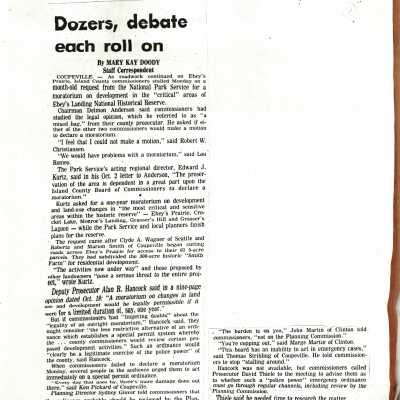 Dozers, debate
each roll on
By MARY KAY DOODY
Staff Correspondent
COUPEVILLE — As roadwork continued on Ebey's
Prairie, Island County commissioners stalled Monday on a
month-old request from the National Park Service for a
moratorium on development in the "critical" areas of
Ebey's Landing National Historical Reserve.
Chairman Delmon Anderson said commissioners had
studied the legal opinion, which he referred to as "a
mixed bag," from their county prosecutor. He asked if ei-
ther of the other two commissioners would make a motion
to declare a moratorium.
"I feel that I could not make a motion," said Robert W.
Christiansen.
"We would have problems with a moratorium," said Lou
The Park Service's acting regional director, Edward J.
Kurtz, said in his Oct. 2 letter to Anderson, "The preser-
vation of the area is dependent in a great part upon the
Island County Board of Commissioners to declare a
moratorium."
Kurtz asked for a one-year moratorium on development
and land-use changes in "the most critical and sensitive
areas within the historic reserve" — Ebey's Prairie, Cro-
ckett Lake, Monroe's Landing, Grasser's Hill and Grasser's
Lagoon — while the Park Service and local planners finish
plans for the reserve.
The request came after Clyde A. Wagner of Seattle and
Roberta and Marion Smith of Coupeville began cutting
roads across Ebey's Prairie for access to their 61 5-acre
parcels. They had subdivided the 300-acre historic "Smith
Farm" for residential development.
"The activities now under way" and those proposed by
other landowners "pose a serious threat to the entire proj-
ect," wrote Kurtz.
Deputy Prosecutor Alan R. Hancock said in a nine-page
opinion dated Oct. 19: "A moratorium on changes in land
use and development would be legally permissible if it
were for a limited duration of, say, one year."
But if commissioners had "lingering doubts" about the
"legality of an outright moratorium," Hancock said, they
might consider "the less restrictive alternative of an ordi-
nance which establishes a special permit system whereby
the . . . county commissioners would review certain pro-
posed development activities." Such an ordinance would
"clearly be a legitimate exercise of the police power" of
the county, said Hancock.
When commissioners failed to declare a moratorium
Monday, several people in the audience urged them to act
immediately on a special permit ordinance.
"Every day that goes by, there's more damage done out
there," said Ken Pickard of Coupeville.
Planning Director Sydney Glover told commissioners that
"The burden is on you," John Martin of Clinton told
commissioners, "not on the Planning Commission."
"You're copping out," said Marge Martin of Clinton.
"This board has an inability to act in emergency cases,"
said Thomas Stribling of Coupeville. He told commission-
ers to stop "stalling around."
Hancock was not available, but commissioners called
Prosecutor David Thiele to the meeting to advise them as
to whether such a "police power" emergency ordinance
must go through regular channels, including review by the
Planning Commission.
Thiele said he needed time to research the matter